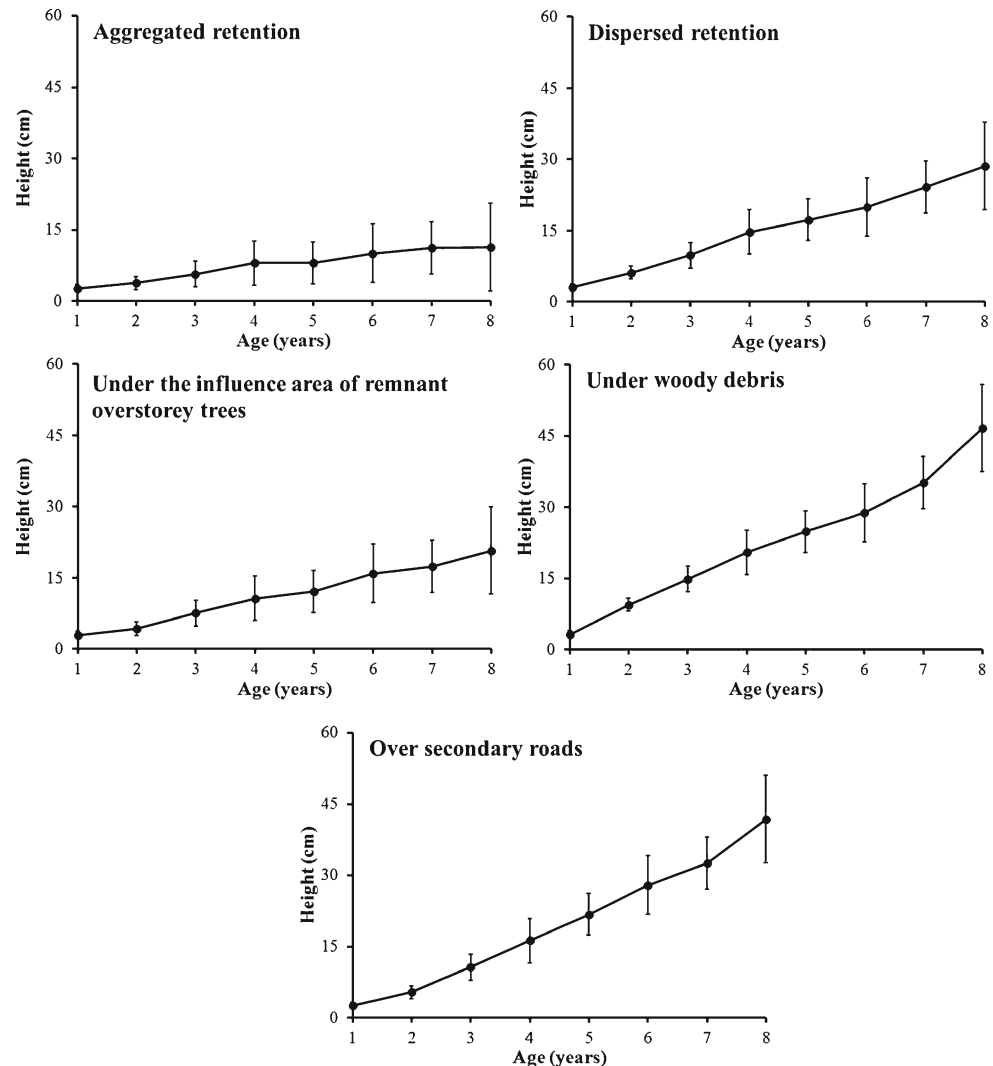 Aggregated retention
60
45
30
15
0
Height (cm)
1 2 3 4 5 6 7 8
Age (years)
Dispersed retention
60
45
30
15
0
Height (cm)
1 2 3 4 5 6 7 8
Age (years)
Under the influence area of remnant
overstorey trees
60
45
30
15
0
Height (cm)
1 2 3 4 5 6 7 8
Age (years)
Under woody debris
60
45
30
15
0
Height (cm)
1 2 3 4 5 6 7 8
Age (years)
Over secondary roads
60
45
30
15
0
Height (cm)
1 2 3 4 5 6 7 8
Age (years)